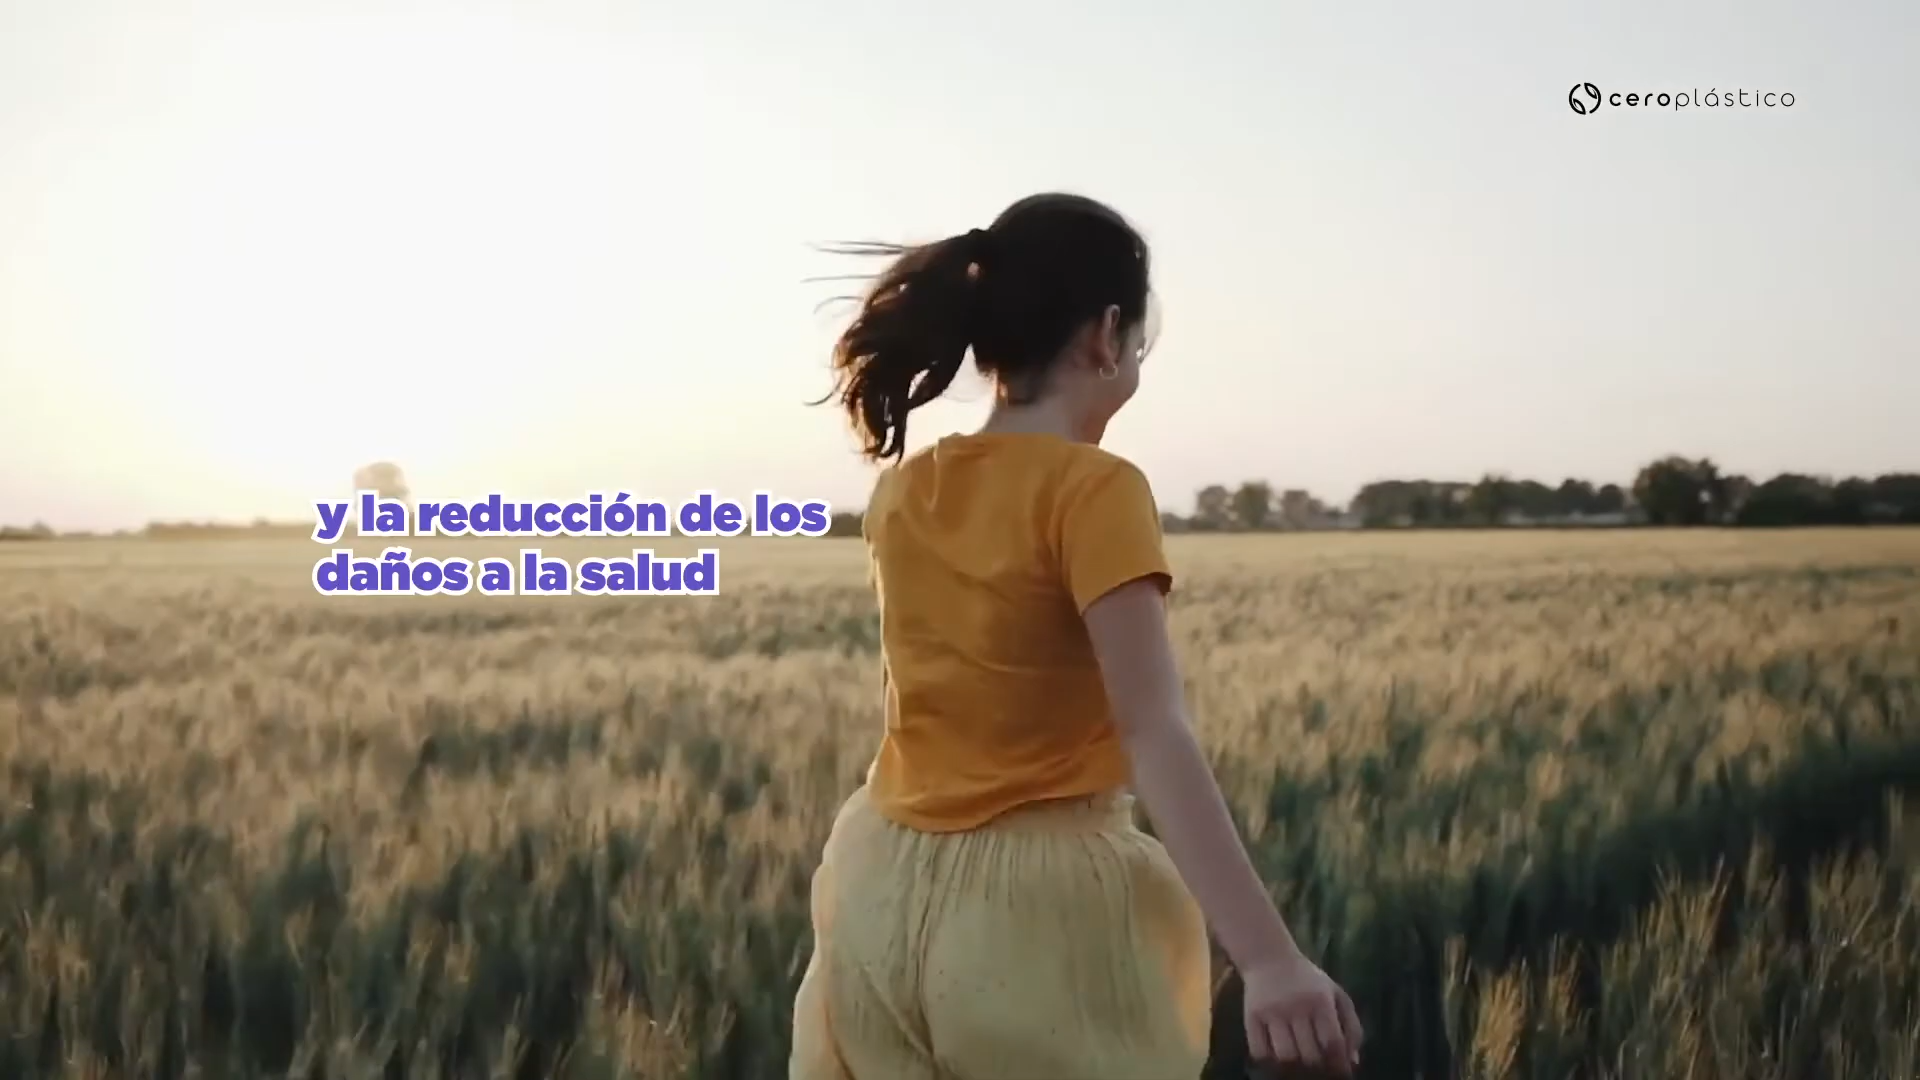 ceroplástico
y la reducción de los
daños a la salud